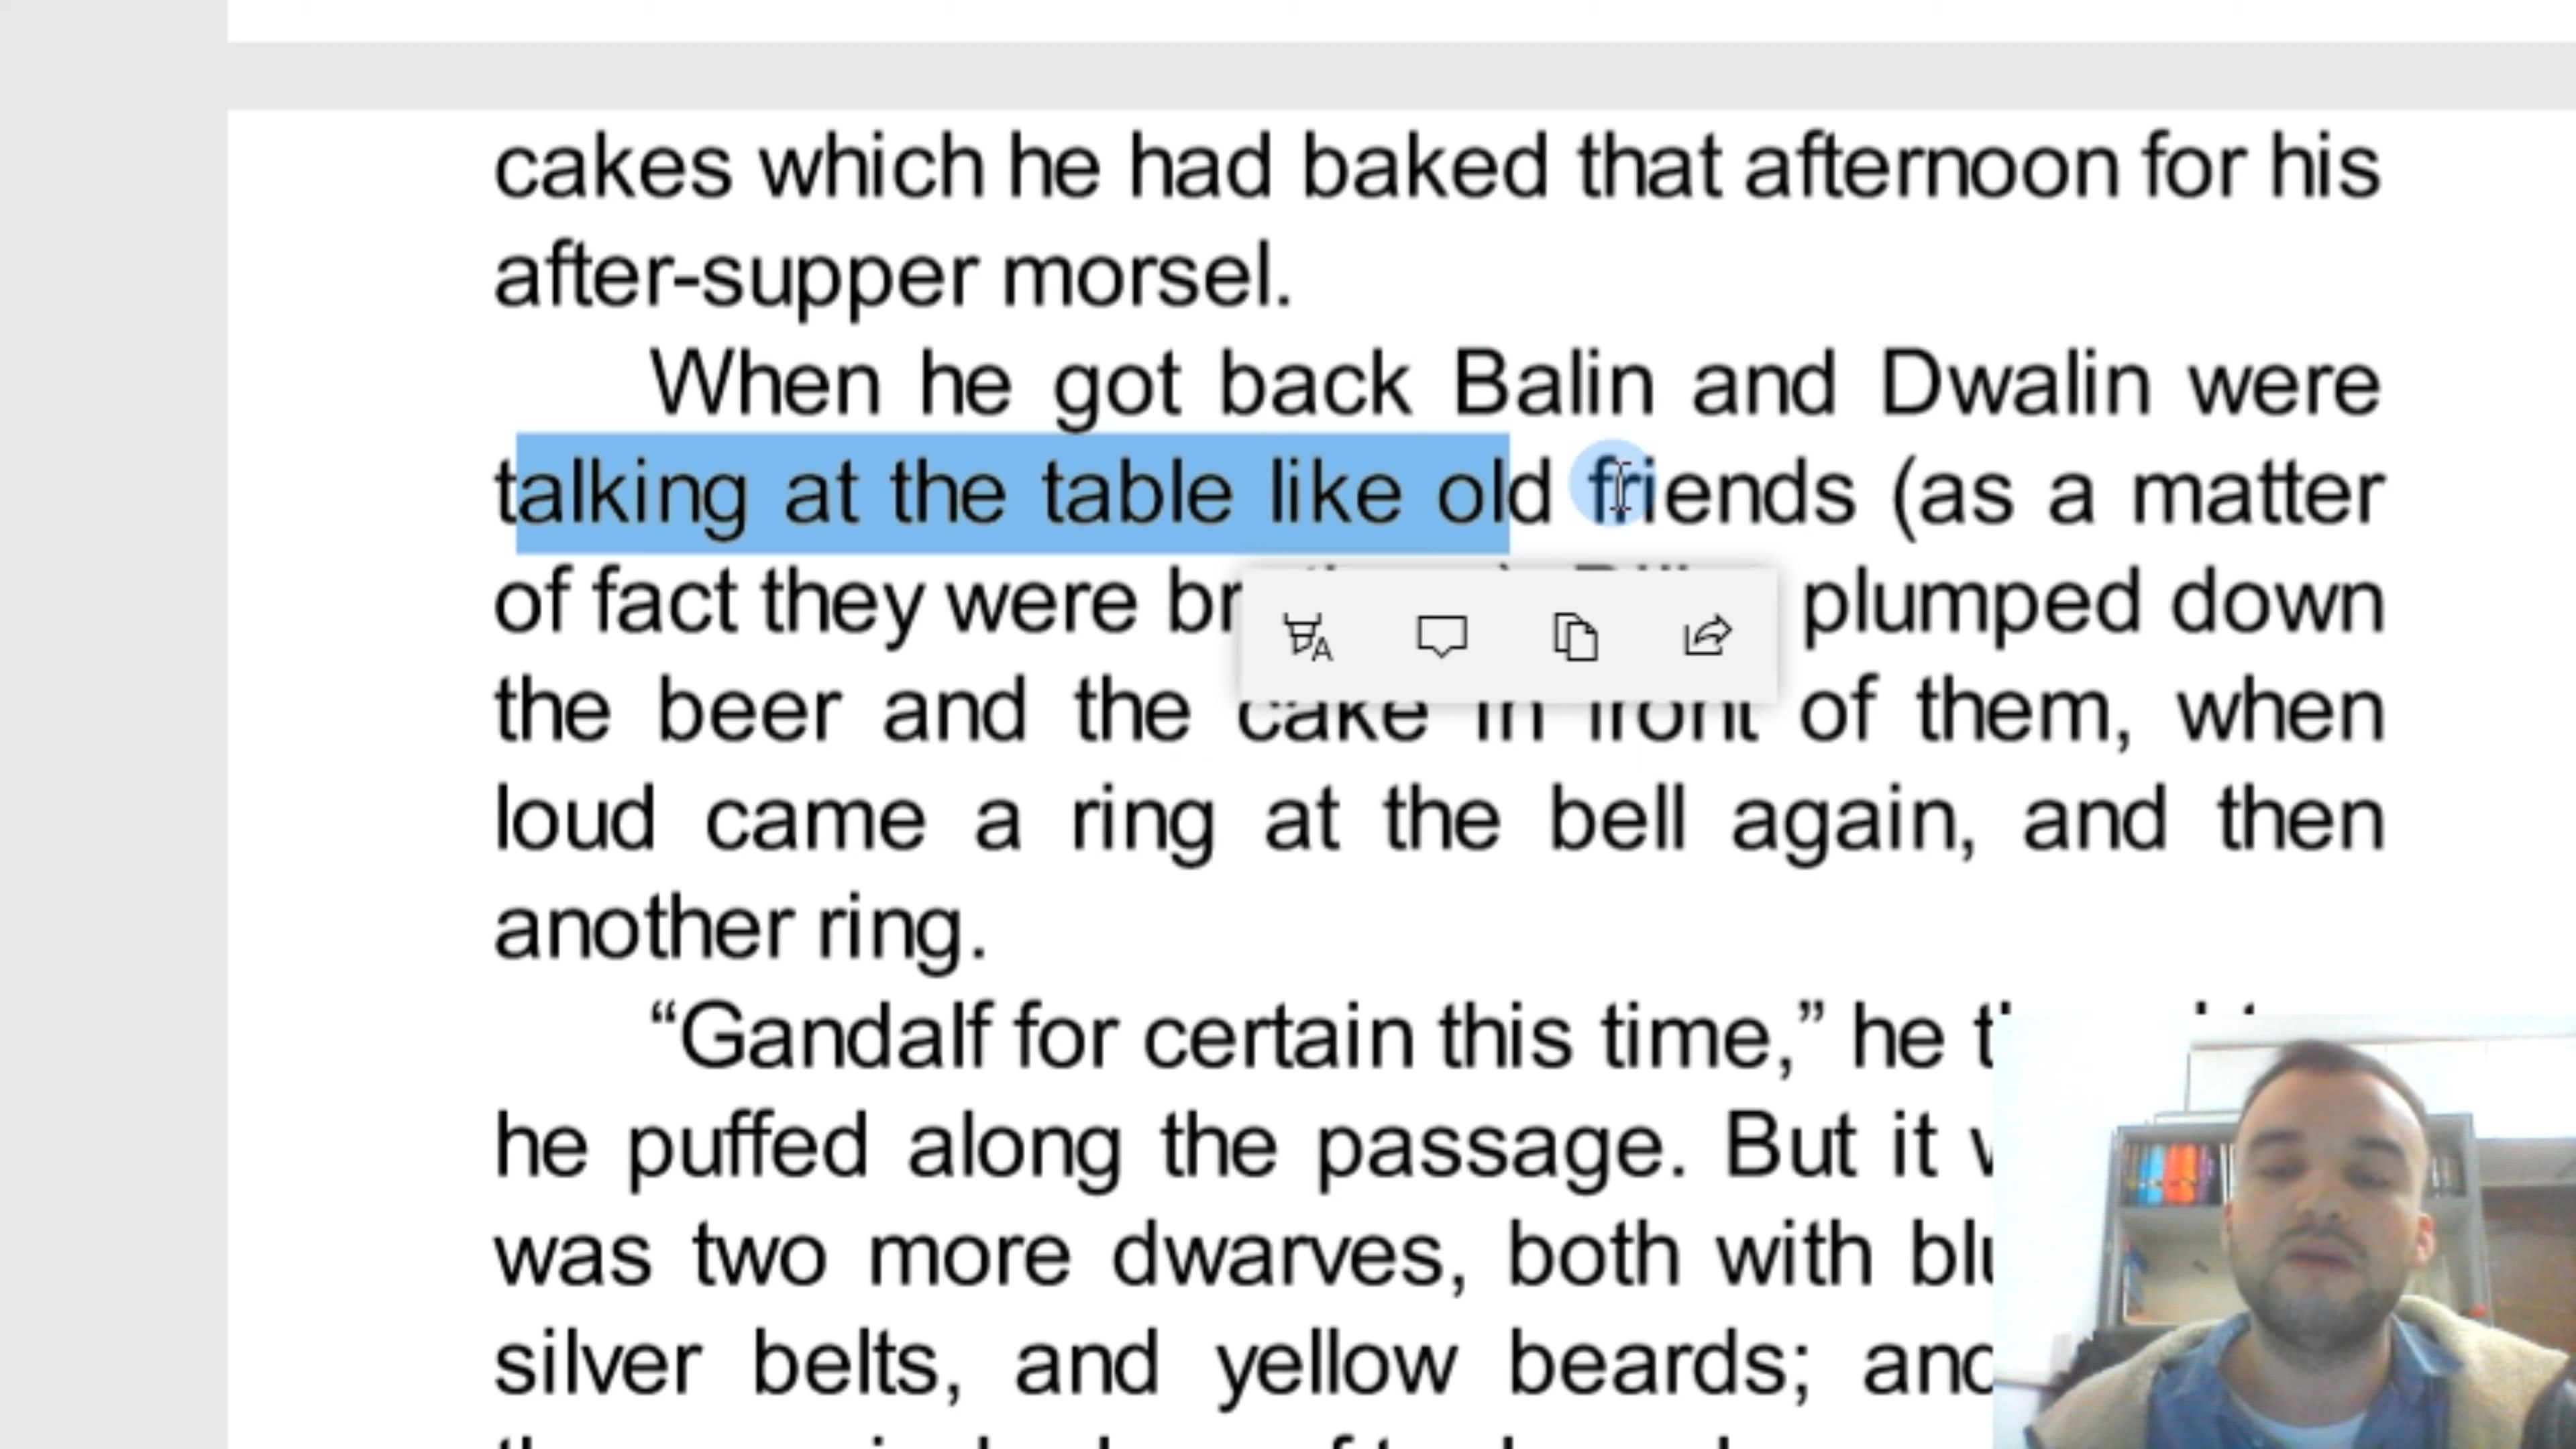 cakes which he had baked that afternoon for his
after-supper morsel.
When he got back Balin and Dwalin were
talking at the table like old friends (as a matter
of fact they were plumped down
the beer and the cake in front of them, when
loud came a ring at the bell again, and then
another ring.
“Gandalf for certain this time,” he
he puffed along the passage. But it
was two more dwarves, both with
silver belts, and yellow beards;